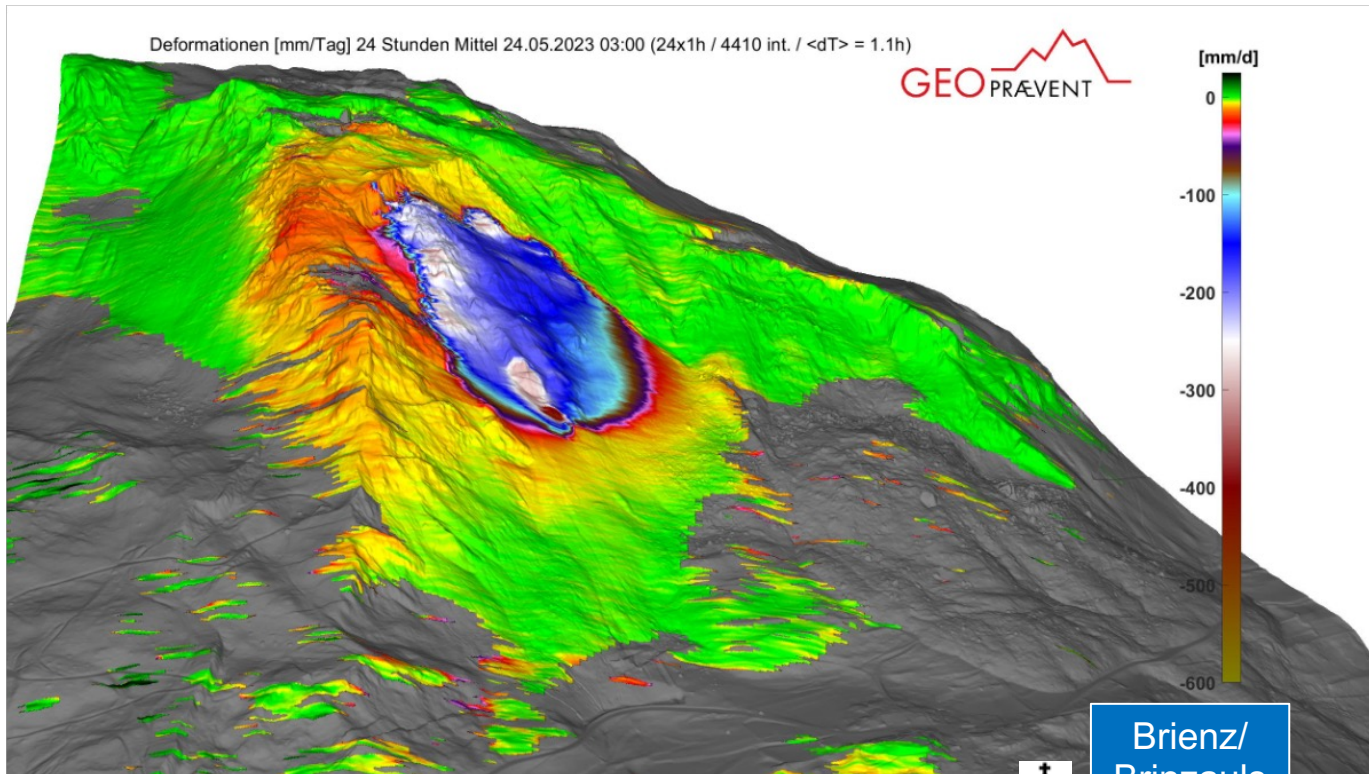 Deformationen [mm/Tag] 24 Stunden Mittel 24.05.2023 03:00 (24x1h / 4410 int. / <dT> = 1.1h)
GEO PRÆVENT
[mm/d]
0
-100
-200
-300
-400
-500
-600
Brienz/
Brinzauls